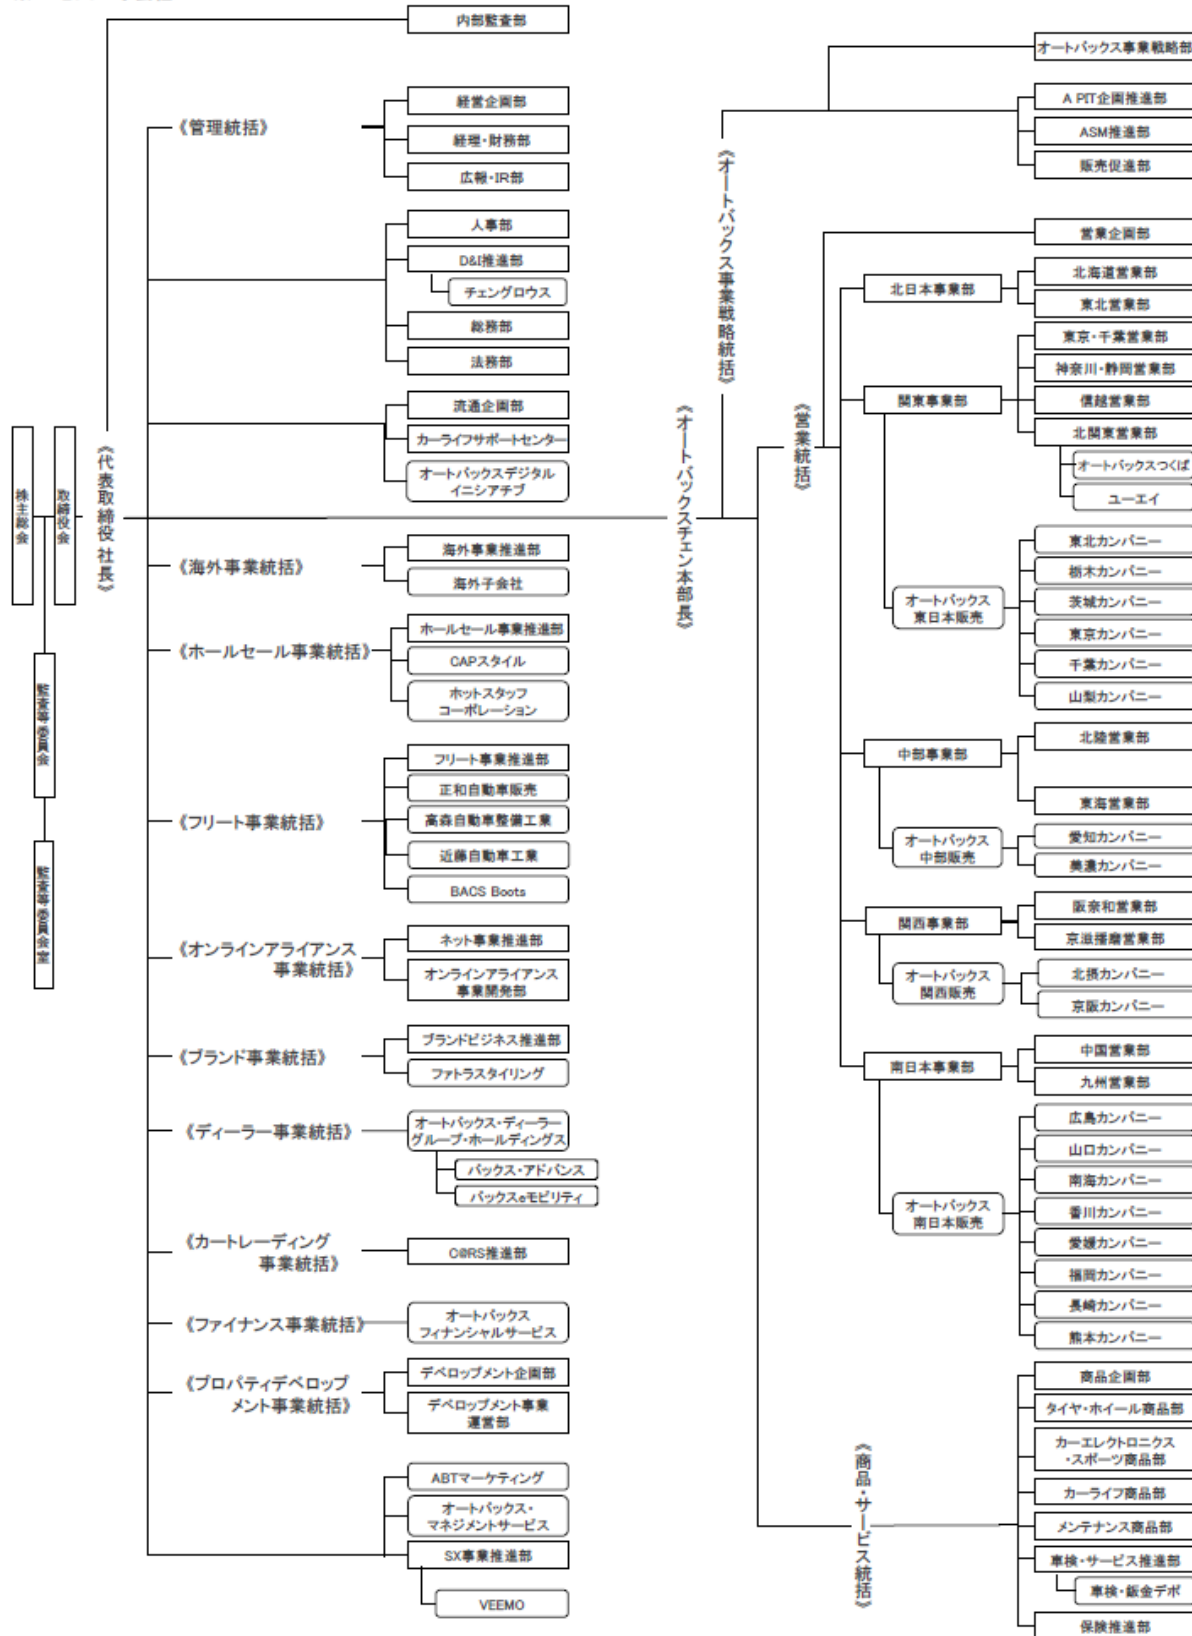 株主総会
取締役会
監査等委員会
監査等委員会室
《代表取締役 社長》
内部監査部
《管理統括》
経営企画部
経理・財務部
広報・IR部
人事部
D&I推進部
チェングロウス
総務部
法務部
流通企画部
カーライフサポートセンター
オートバックスデジタル
イニシアチブ
《海外事業統括》
海外事業推進部
海外子会社
《ホールセール事業統括》
ホールセール事業推進部
CAPスタイル
ホットスタッフ
コーポレーション
《フリート事業統括》
フリート事業推進部
正和自動車販売
高森自動車整備工業
近藤自動車工業
BACS Boots
《オンラインアライアンス
事業統括》
ネット事業推進部
オンラインアライアンス
事業開発部
《ブランド事業統括》
ブランドビジネス推進部
ファトラスタイリング
《ディーラー事業統括》
オートバックス・ディーラー
グループ・ホールディングス
バックス・アドバンス
バックスeモビリティ
《カートレーディング
事業統括》
C@RS推進部
《ファイナンス事業統括》
オートバックス
フィナンシャルサービス
《プロパティデベロップ
メント事業統括》
デベロップメント企画部
デベロップメント事業
運営部
ABTマーケティング
オートバックス・
マネジメントサービス
SX事業推進部
VEEMO
《オートバックスチェン本部長》
《オートバックス事業戦略統括》
オートバックス事業戦略部
A PIT企画推進部
ASM推進部
販売促進部
《営業統括》
営業企画部
北日本事業部
北海道営業部
東北営業部
関東事業部
東京・千葉営業部
神奈川・静岡営業部
信越営業部
北関東営業部
オートバックスつくば
ユーエイ
オートバックス
東日本販売
東北カンパニー
栃木カンパニー
茨城カンパニー
東京カンパニー
千葉カンパニー
山梨カンパニー
中部事業部
北陸営業部
東海営業部
オートバックス
中部販売
愛知カンパニー
美濃カンパニー
関西事業部
阪奈和営業部
京滋播磨営業部
オートバックス
関西販売
北摂カンパニー
京阪カンパニー
南日本事業部
中国営業部
九州営業部
オートバックス
南日本販売
広島カンパニー
山口カンパニー
南海カンパニー
香川カンパニー
愛媛カンパニー
福岡カンパニー
長崎カンパニー
熊本カンパニー
《商品・サービス統括》
商品企画部
タイヤ・ホイール商品部
カーエレクトロニクス
・スポーツ商品部
カーライフ商品部
メンテナンス商品部
車検・サービス推進部
車検・鈑金デポ
保険推進部